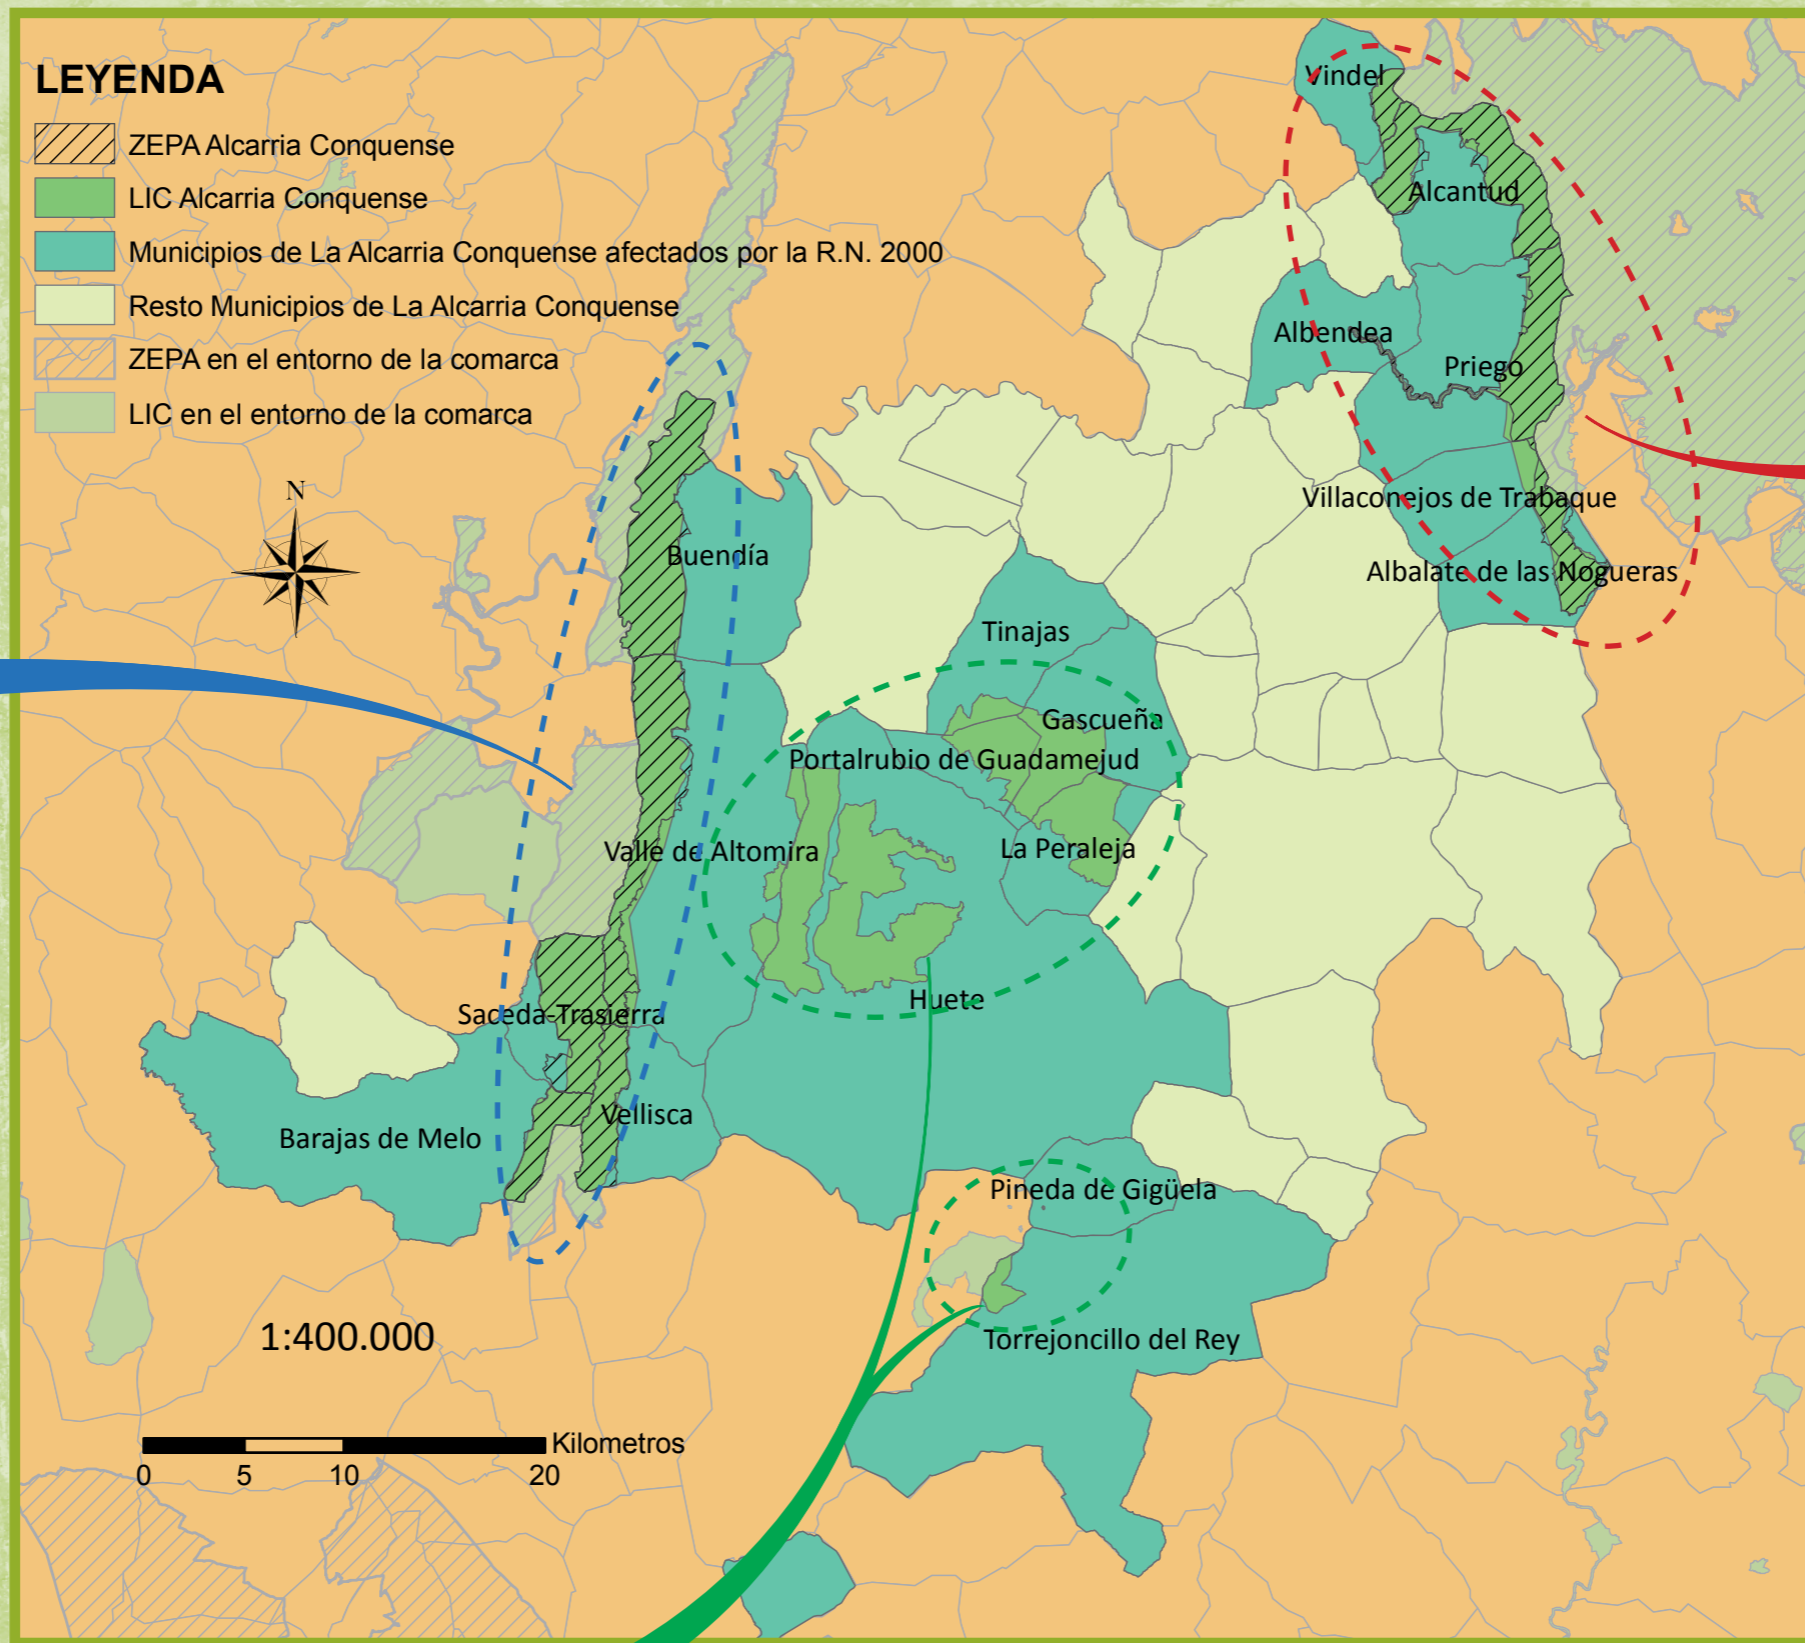 LEYENDA
ZEPA Alcarria Conquense
LIC Alcarria Conquense
Municipios de La Alcarria Conquense afectados por la R.N. 2000
Resto Municipios de La Alcarria Conquense
ZEPA en el entorno de la comarca
LIC en el entorno de la comarca
N
Vindel
Alcantud
Albendea
Priego
Villaconejos de Trabaque
Albalate de las Nogueras
Buendía
Tinajas
Gascueña
Portalrubio de Guadamejud
Valle de Altomira
La Peraleja
Huete
Saceda-Trasierra
Vellisca
Barajas de Melo
Pineda de Gigüela
Torrejoncillo del Rey
1:400.000
Kilometros
0 5 10 20